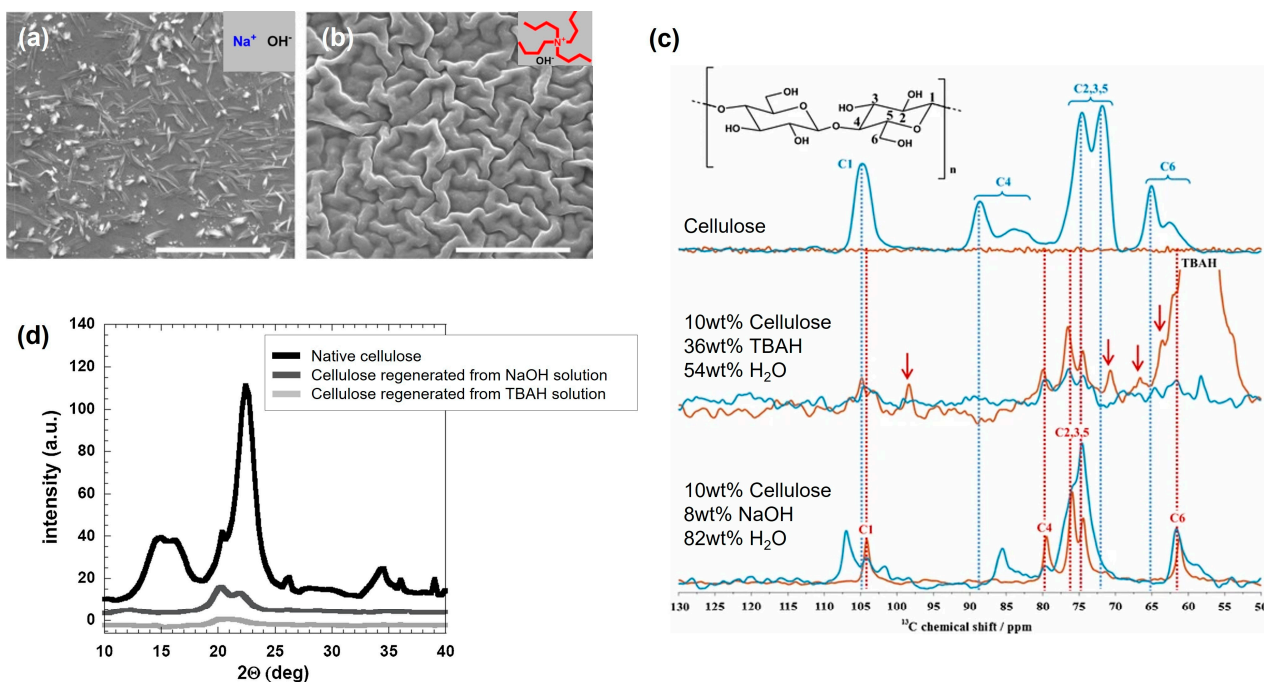 (a)
Na+ OH-
(b)
N+
OH-
(c)
OH
O
HO
O
OH
O
3
OH
HO
1
5
2
4
O
O
6
OH
n
C1
C4
C2,3,5
C6
Cellulose
TBAH
10wt% Cellulose
36wt% TBAH
54wt% H2O
C2,3,5
10wt% Cellulose
8wt% NaOH
82wt% H2O
C1
C4
C6
130 125 120 115 110 105 100 95 90 85 80 75 70 65 60 55 50
13C chemical shift / ppm
(d)
140
120
100
80
60
40
20
0
intensity (a.u.)
Native cellulose
Cellulose regenerated from NaOH solution
Cellulose regenerated from TBAH solution
10 15 20 25 30 35 40
2Θ (deg)